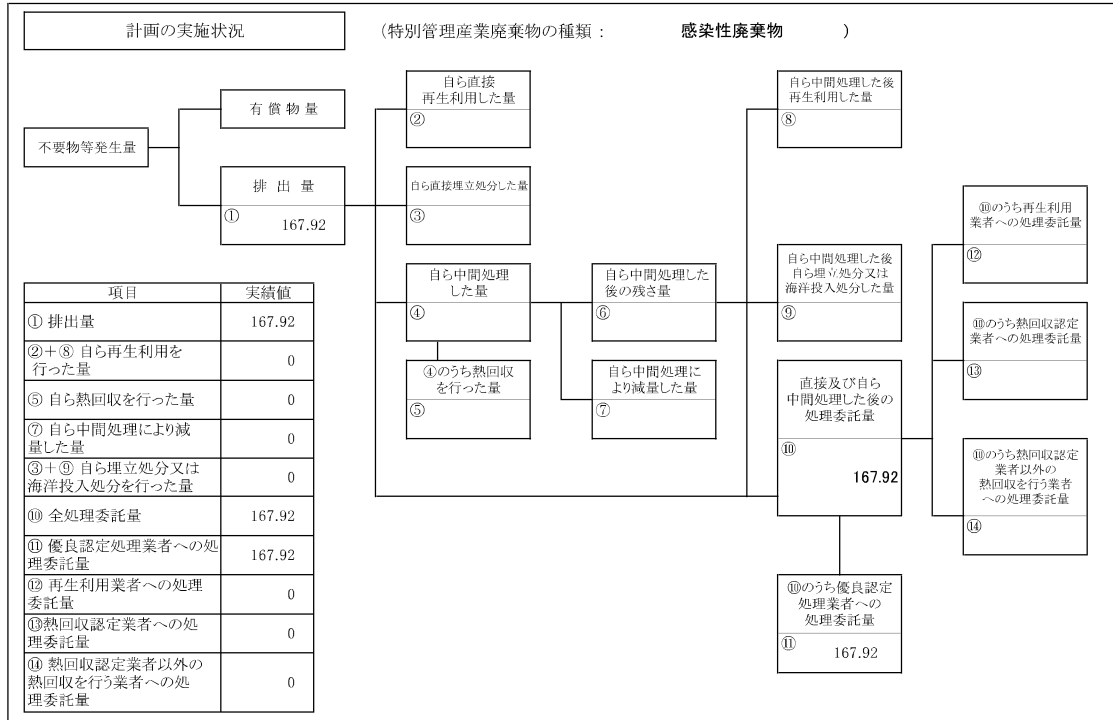 計画の実施状況
(特別管理産業廃棄物の種類： 感染性廃棄物 )
不要物等発生量
有償物量
排出量
① 167.92
自ら直接
再生利用した量
②
自ら直接埋立処分した量
③
自ら中間処理
した量
④
④のうち熱回収
を行った量
⑤
自ら中間処理した
後の残さ量
⑥
自ら中間処理に
より減量した量
⑦
自ら中間処理した後
再生利用した量
⑧
自ら中間処理した後
自ら埋立処分又は
海洋投入処分した量
⑨
直接及び自ら
中間処理した後の
処理委託量
⑩
167.92
⑩のうち優良認定
処理業者への
処理委託量
⑪ 167.92
⑩のうち再生利用
業者への処理委託量
⑫
⑩のうち熱回収認定
業者への処理委託量
⑬
⑩のうち熱回収認定
業者以外の
熱回収を行う業者
への処理委託量
⑭
項目 実績値
① 排出量 167.92
②＋⑧ 自ら再生利用を
行った量 0
⑤ 自ら熱回収を行った量 0
⑦ 自ら中間処理により減
量した量 0
③＋⑨ 自ら埋立処分又は
海洋投入処分を行った量 0
⑩ 全処理委託量 167.92
⑪ 優良認定処理業者への処
理委託量 167.92
⑫ 再生利用業者への処理
委託量 0
⑬熱回収認定業者への処
理委託量 0
⑭ 熱回収認定業者以外の
熱回収を行う業者への処
理委託量 0